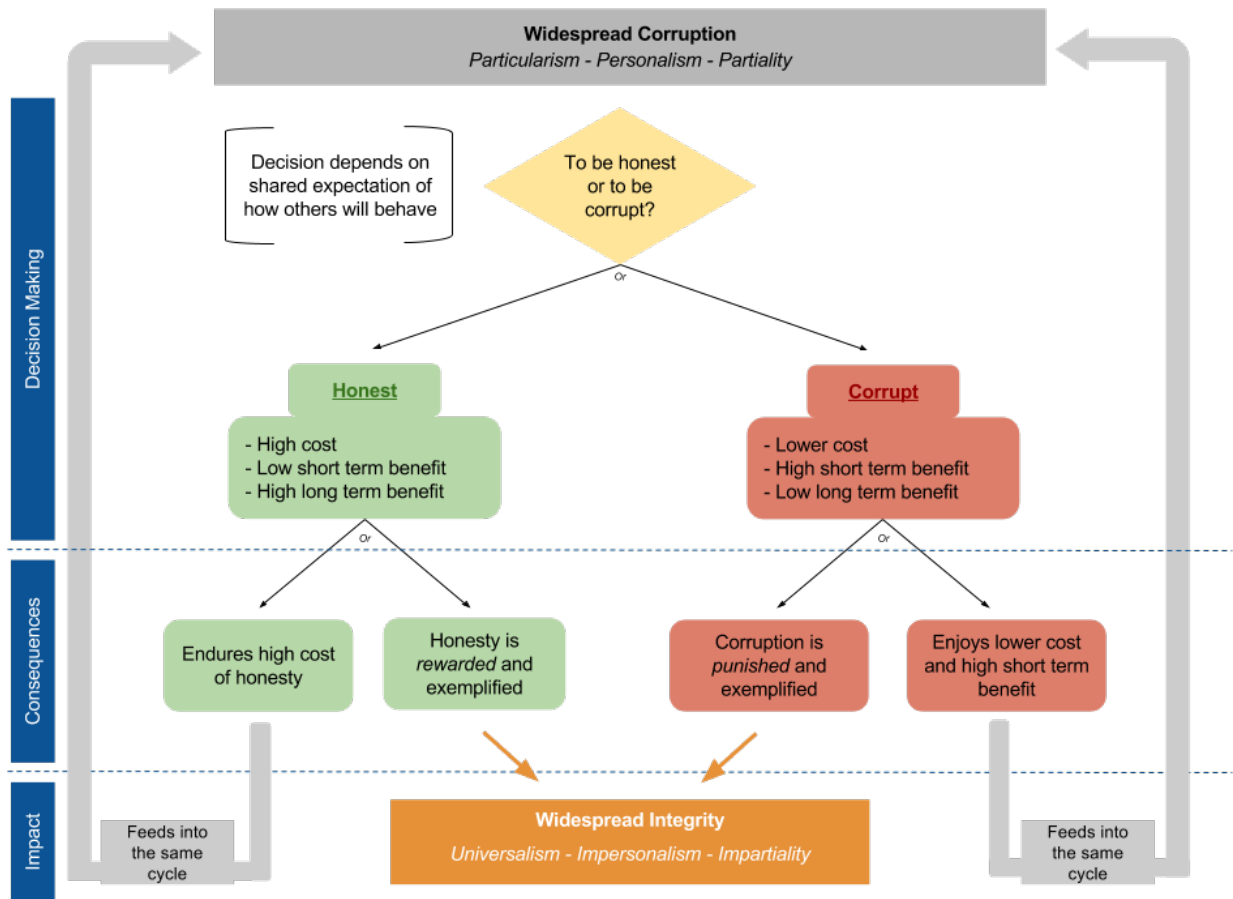 Widespread Corruption
Particularism - Personalism - Partiality
Decision Making
Decision depends on
shared expectation of
how others will behave
To be honest
or to be
corrupt?
Or
Honest
- High cost
- Low short term benefit
- High long term benefit
Corrupt
- Lower cost
- High short term benefit
- Low long term benefit
Or
Or
Consequences
Endures high cost
of honesty
Honesty is
rewarded and
exemplified
Corruption is
punished and
exemplified
Enjoys lower cost
and high short term
benefit
Impact
Feeds into
the same
cycle
Widespread Integrity
Universalism - Impersonalism - Impartiality
Feeds into
the same
cycle